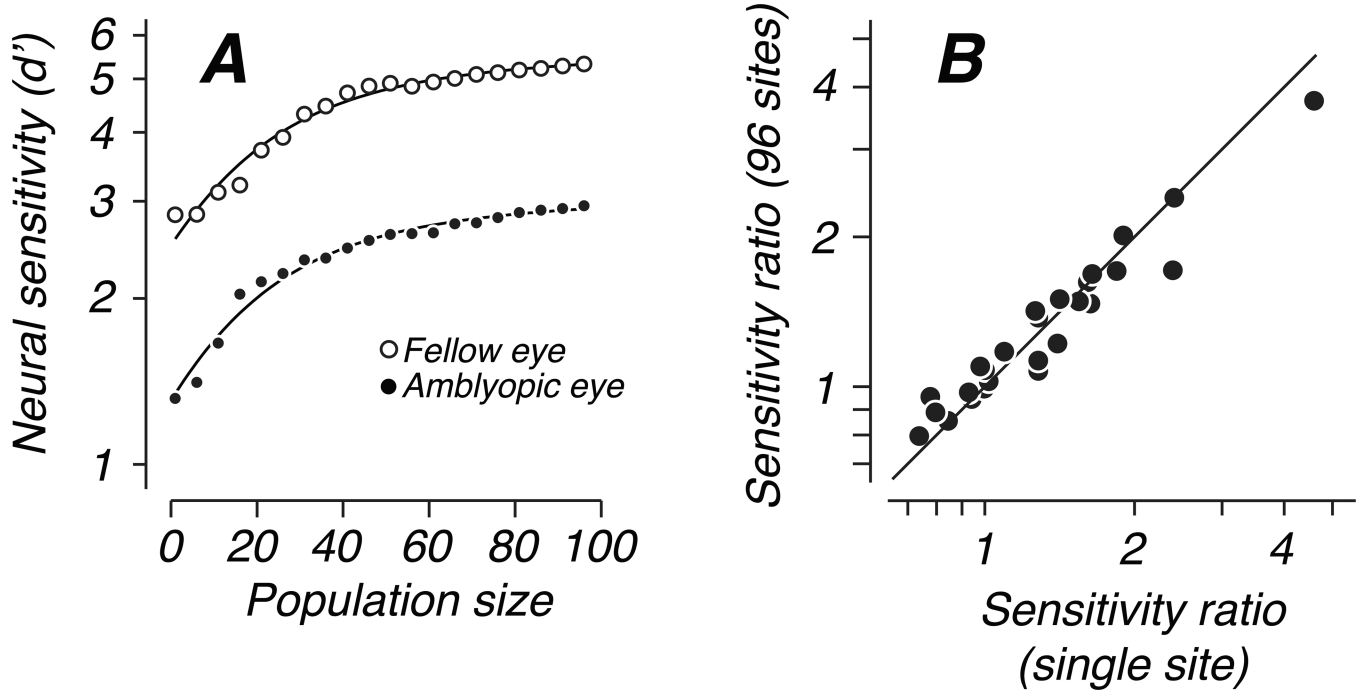 A
Neural sensitivity (d')
6
5
4
3
2
1
Fellow eye
Amblyopic eye
0 20 40 60 80 100
Population size
B
Sensitivity ratio (96 sites)
4
2
1
1 2 4
Sensitivity ratio
(single site)